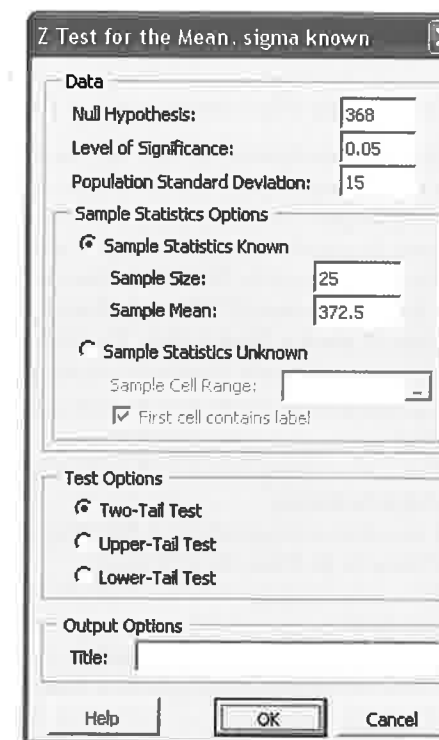 Z Test for the Mean, sigma known
Data
Null Hypothesis: 368
Level of Significance: 0.05
Population Standard Deviation: 15
Sample Statistics Options
Sample Statistics Known
Sample Size: 25
Sample Mean: 372.5
Sample Statistics Unknown
Sample Cell Range: _
First cell contains label
Test Options
Two-Tail Test
Upper-Tail Test
Lower-Tail Test
Output Options
Title:
Help OK Cancel